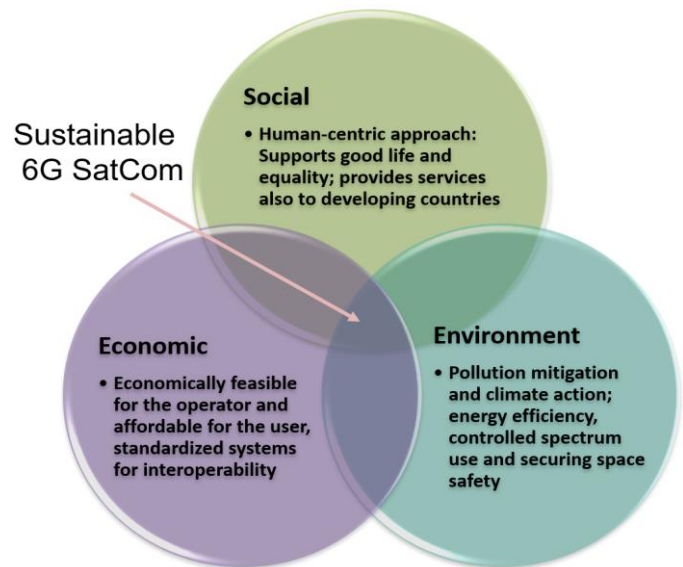 Social
• Human-centric approach:
Supports good life and
equality; provides services
also to developing countries
Sustainable
6G SatCom
Economic
• Economically feasible
for the operator and
affordable for the user,
standardized systems
for interoperability
Environment
• Pollution mitigation
and climate action;
energy efficiency,
controlled spectrum
use and securing space
safety